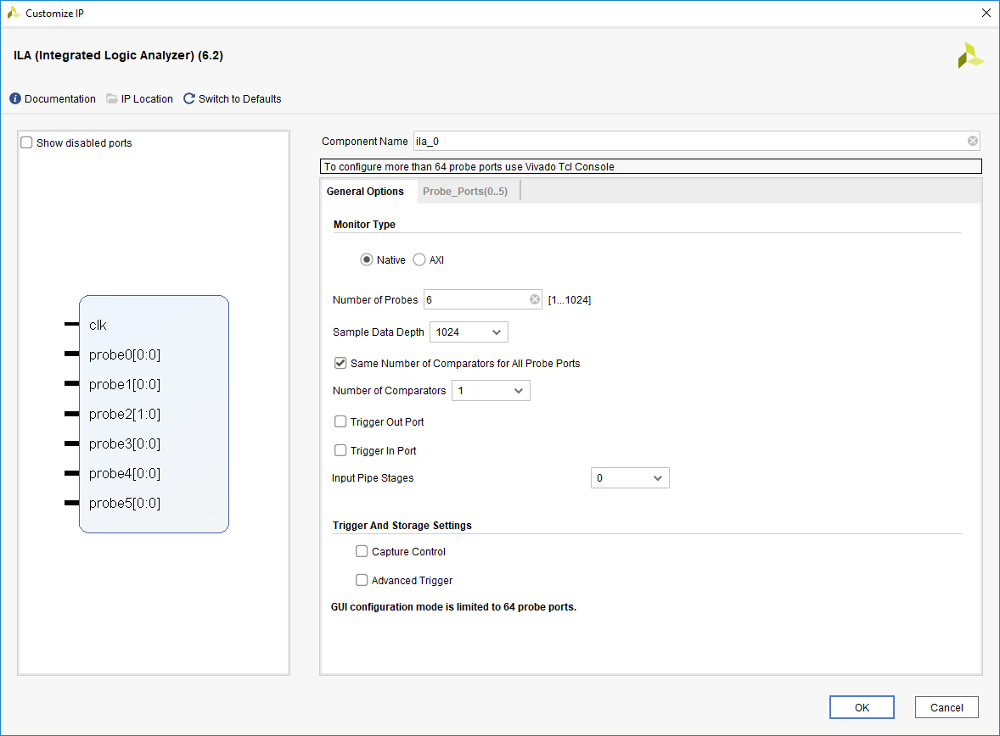 Customize IP
ILA (Integrated Logic Analyzer) (6.2)
Documentation IP Location Switch to Defaults
Show disabled ports
clk
probe0[0:0]
probe1[0:0]
probe2[1:0]
probe3[0:0]
probe4[0:0]
probe5[0:0]
Component Name ila_0
To configure more than 64 probe ports use Vivado Tcl Console
General Options Probe_Ports(0..5)
Monitor Type
Native AXI
Number of Probes 6 [1...1024]
Sample Data Depth 1024
Same Number of Comparators for All Probe Ports
Number of Comparators 1
Trigger Out Port
Trigger In Port
Input Pipe Stages 0
Trigger And Storage Settings
Capture Control
Advanced Trigger
GUI configuration mode is limited to 64 probe ports.
OK Cancel